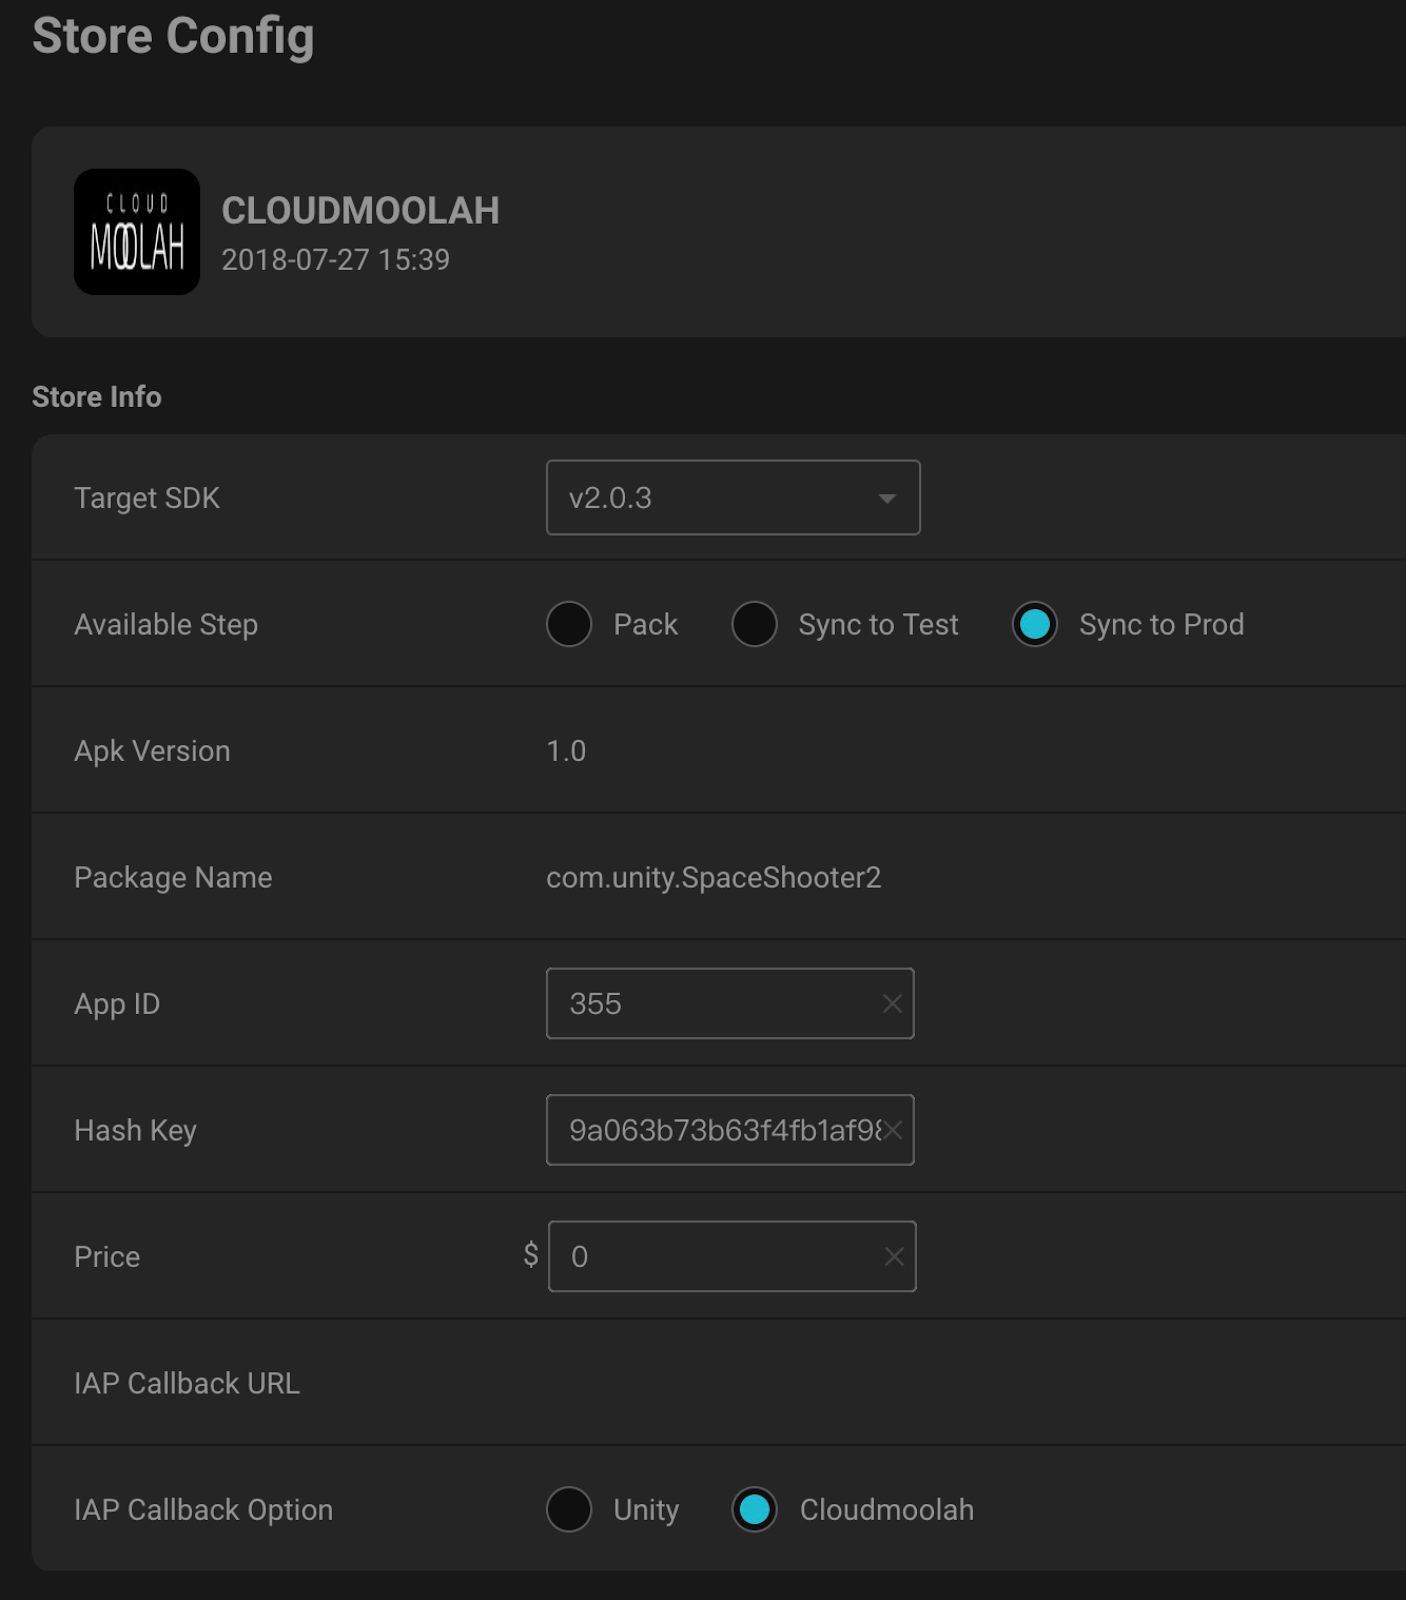 Store Config
CLOUD
MOOLAH
CLOUDMOOLAH
2018-07-27 15:39
Store Info
Target SDK v2.0.3
Available Step Pack Sync to Test Sync to Prod
Apk Version 1.0
Package Name com.unity.SpaceShooter2
App ID 355
Hash Key 9a063b73b63f4fb1af98
Price $ 0
IAP Callback URL
IAP Callback Option Unity Cloudmoolah